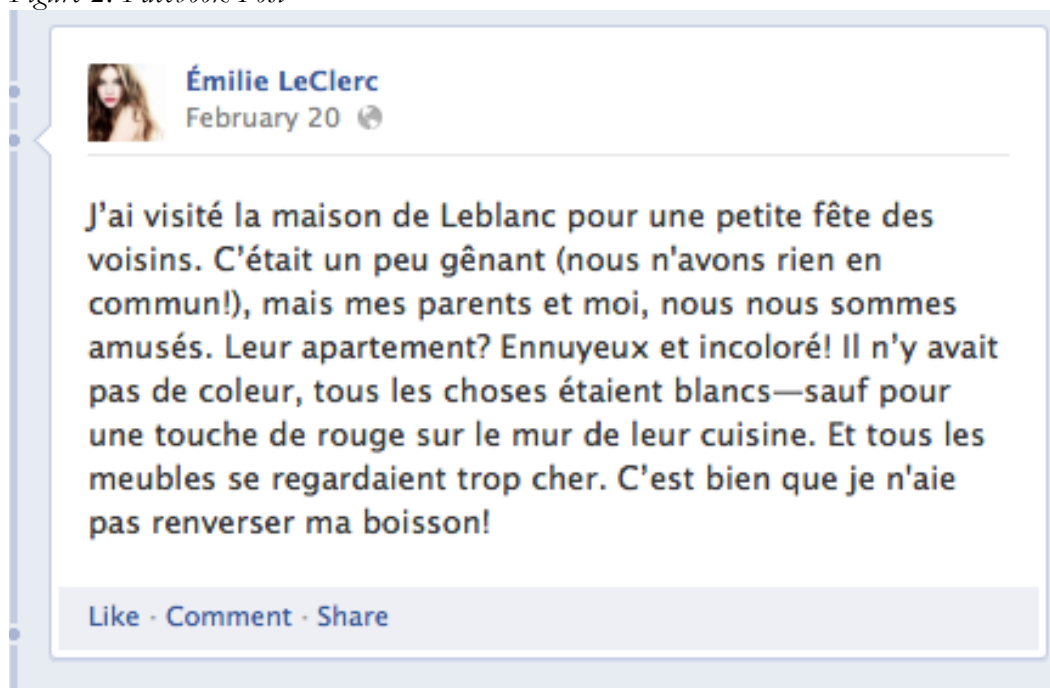 Figure 2: Facebook Post
Émilie LeClerc
February 20
J'ai visité la maison de Leblanc pour une petite fête des
voisins. C'était un peu gênant (nous n'avons rien en
commun!), mais mes parents et moi, nous nous sommes
amusés. Leur apartement? Ennuyeux et incoloré! Il n'y avait
pas de coleur, tous les choses étaient blancs—sauf pour
une touche de rouge sur le mur de leur cuisine. Et tous les
meubles se regardaient trop cher. C'est bien que je n'aie
pas renverser ma boisson!
Like · Comment · Share